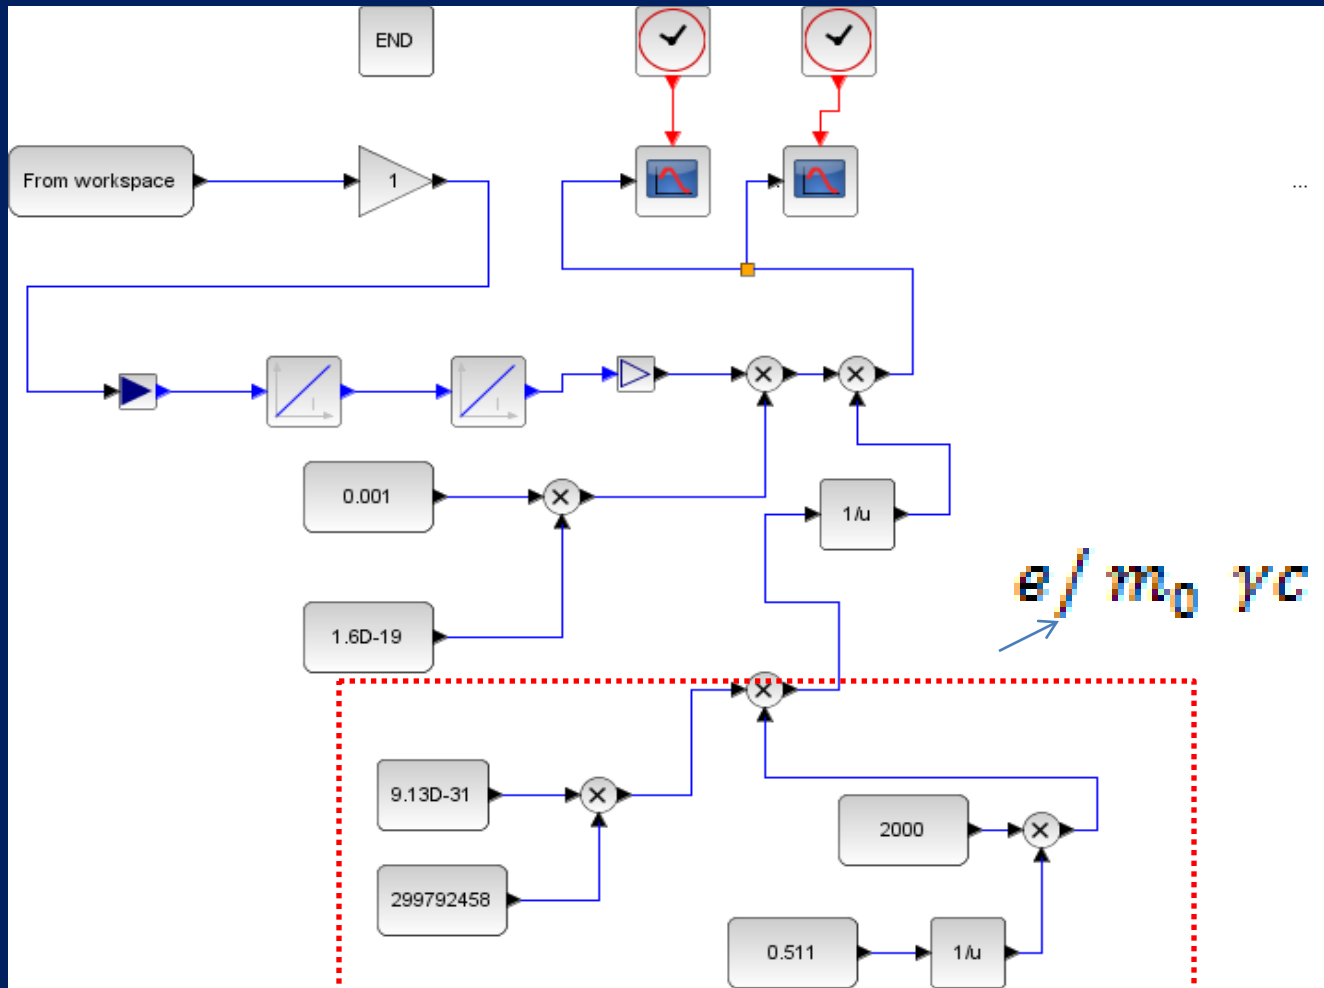 END
From workspace
1
...
0.001
1/u
e/ m₀ γc
1.6D-19
9.13D-31
2000
299792458
0.511
1/u